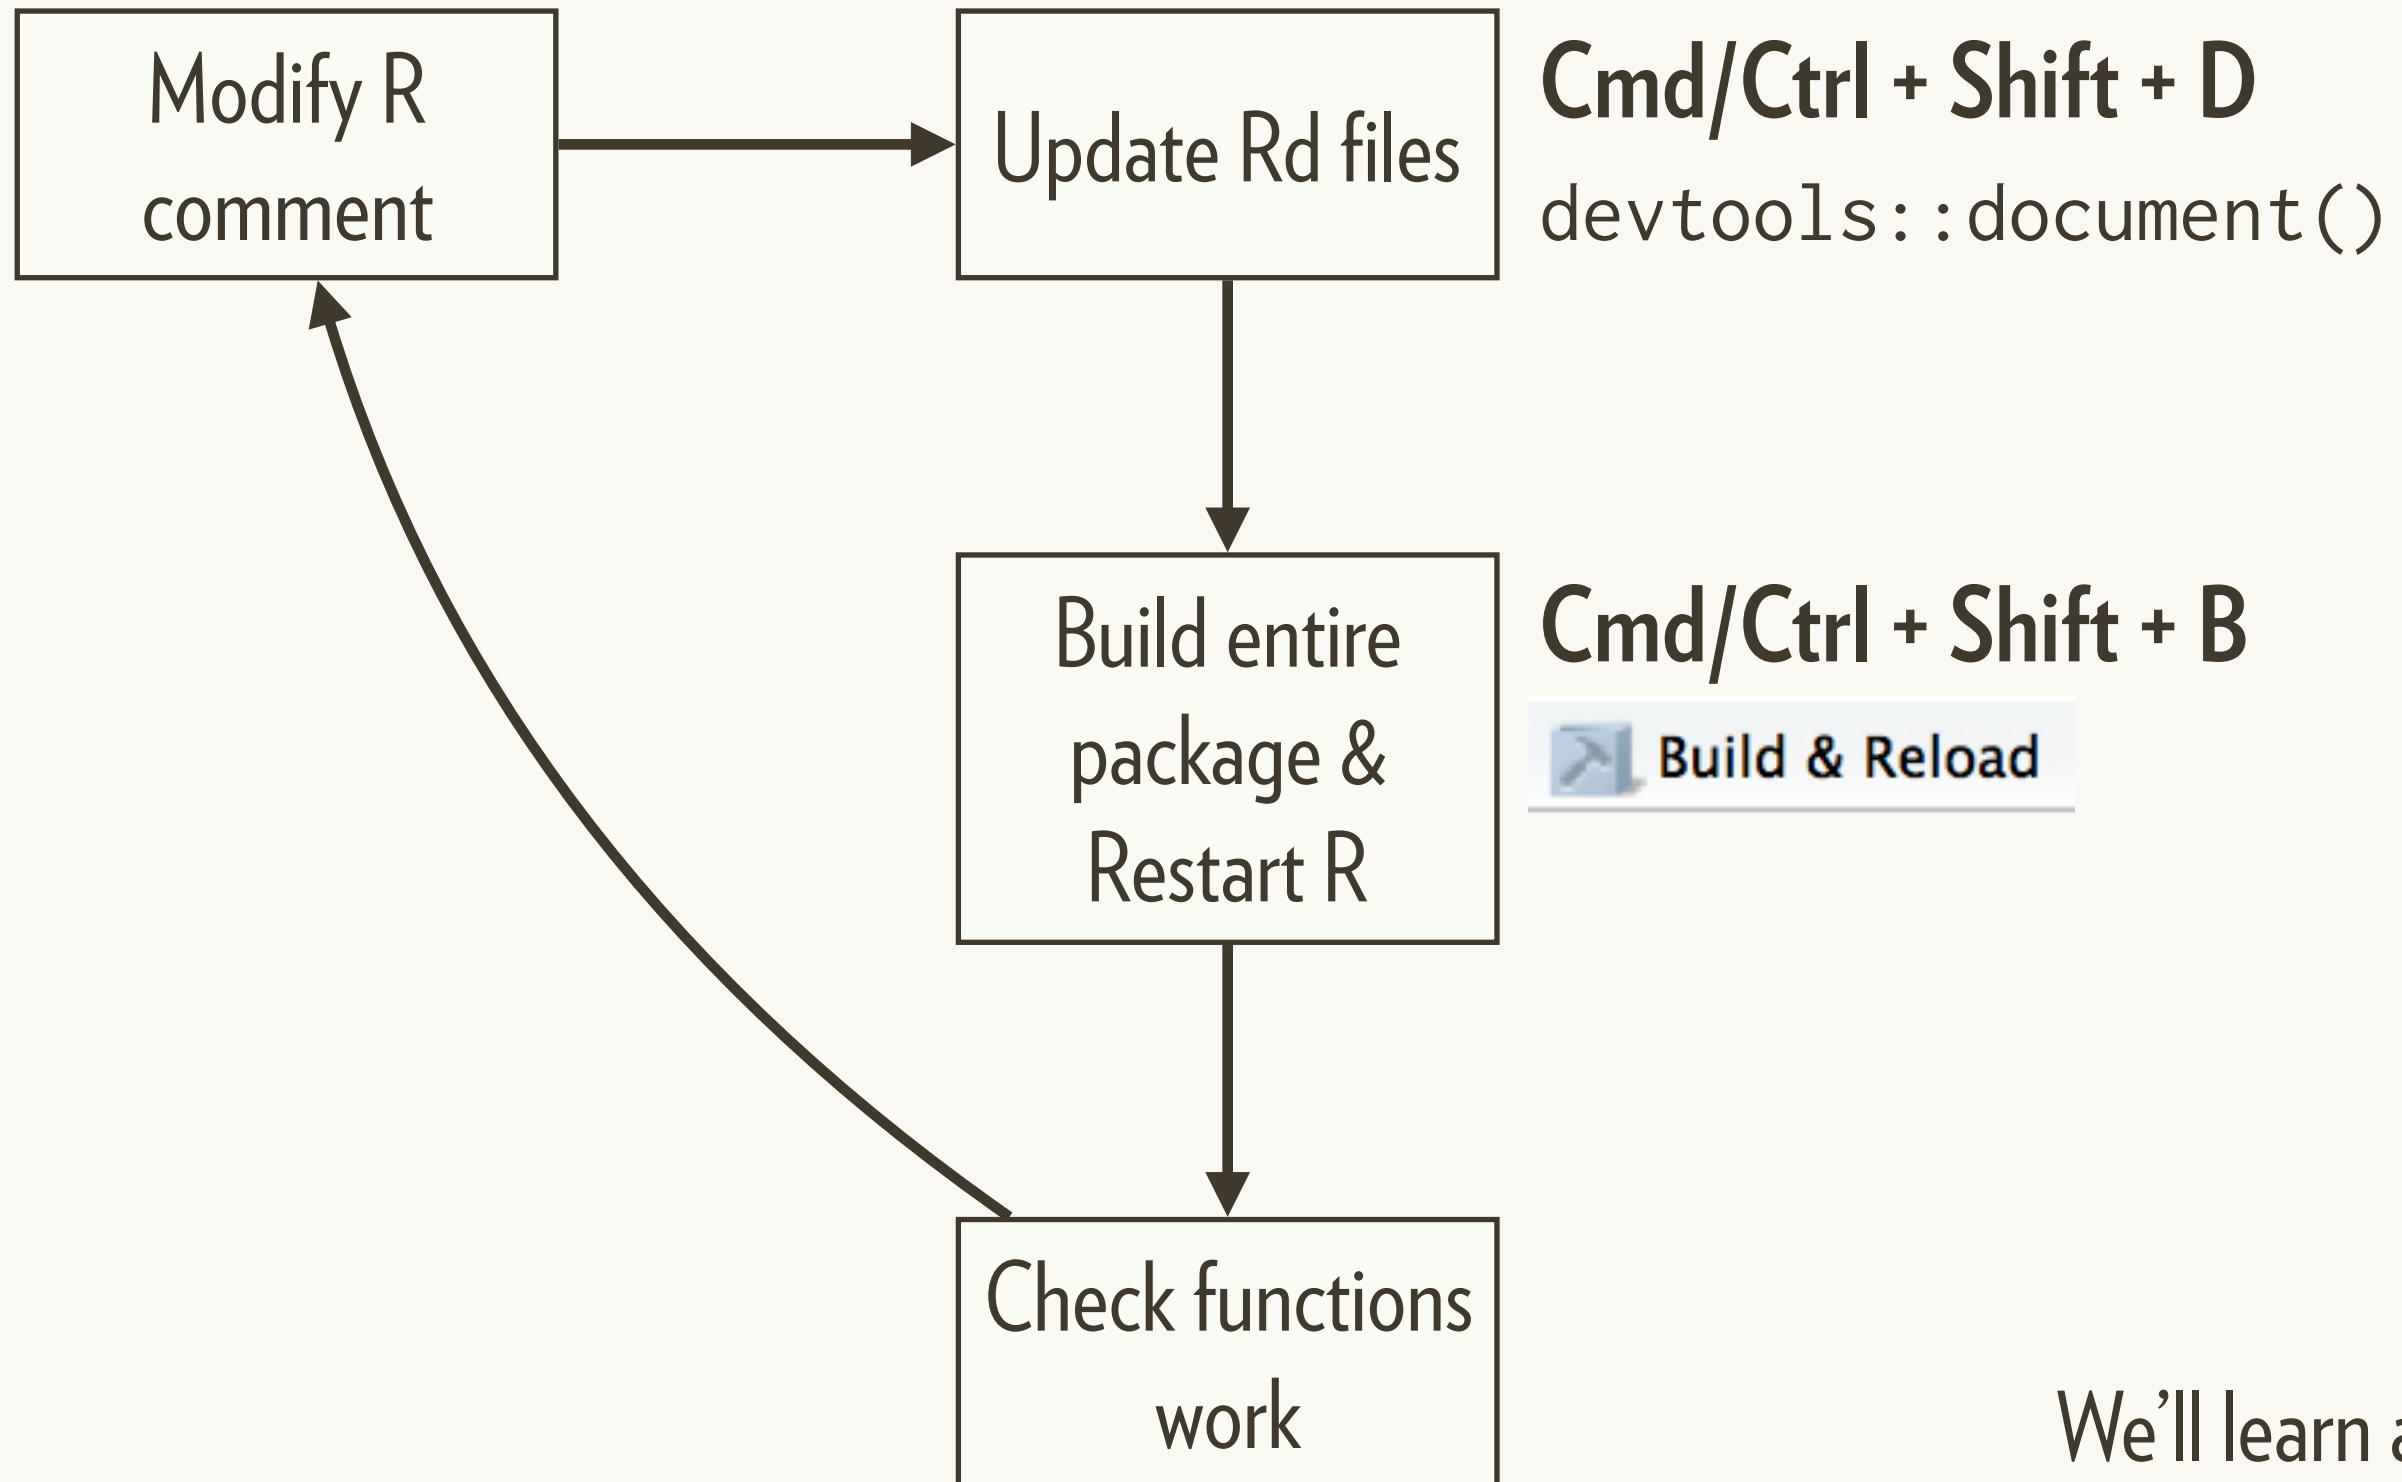 Modify R
comment
Update Rd files
Cmd/Ctrl + Shift + D
devtools::document()
Build entire
package &
Restart R
Cmd/Ctrl + Shift + B
Build & Reload
Check functions
work
We’ll learn